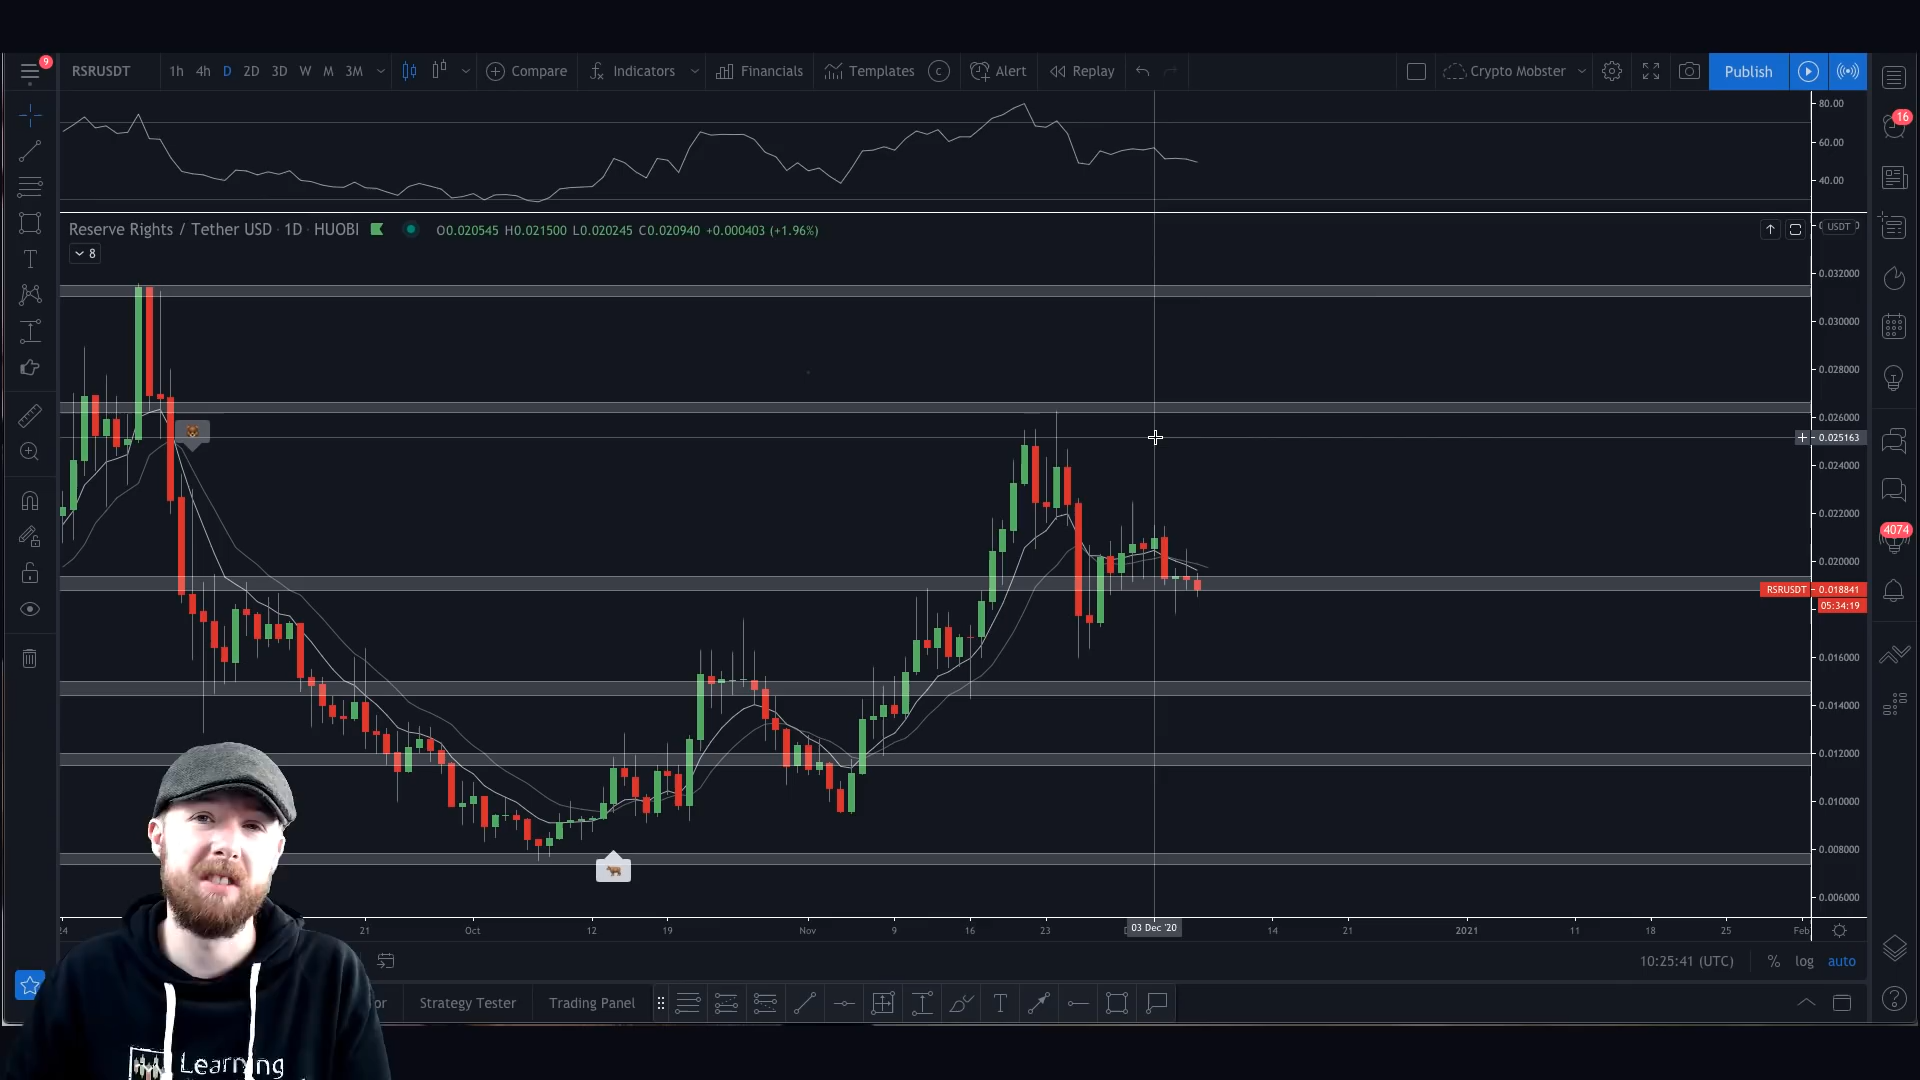 9
RSRUSDT 1h 4h D 2D 3D W M 3M Compare Indicators Financials Templates C Alert Replay Crypto Mobster Publish
80.00
60.00
40.00
16
Reserve Rights / Tether USD · 1D · HUOBI O0.020545 H0.021500 L0.020245 C0.020940 +0.000403 (+1.96%)
USDT
8
0.032000
0.030000
0.028000
0.026000
0.025163
0.024000
0.022000
0.020000
RSRUSDT 0.018841
05:34:19
0.016000
0.014000
0.012000
0.010000
0.008000
0.006000
4074
24 21 Oct 12 19 Nov 9 16 23 03 Dec '20 14 21 2021 11 18 25 Feb
10:25:41 (UTC) % log auto
or Strategy Tester Trading Panel
T
Learning